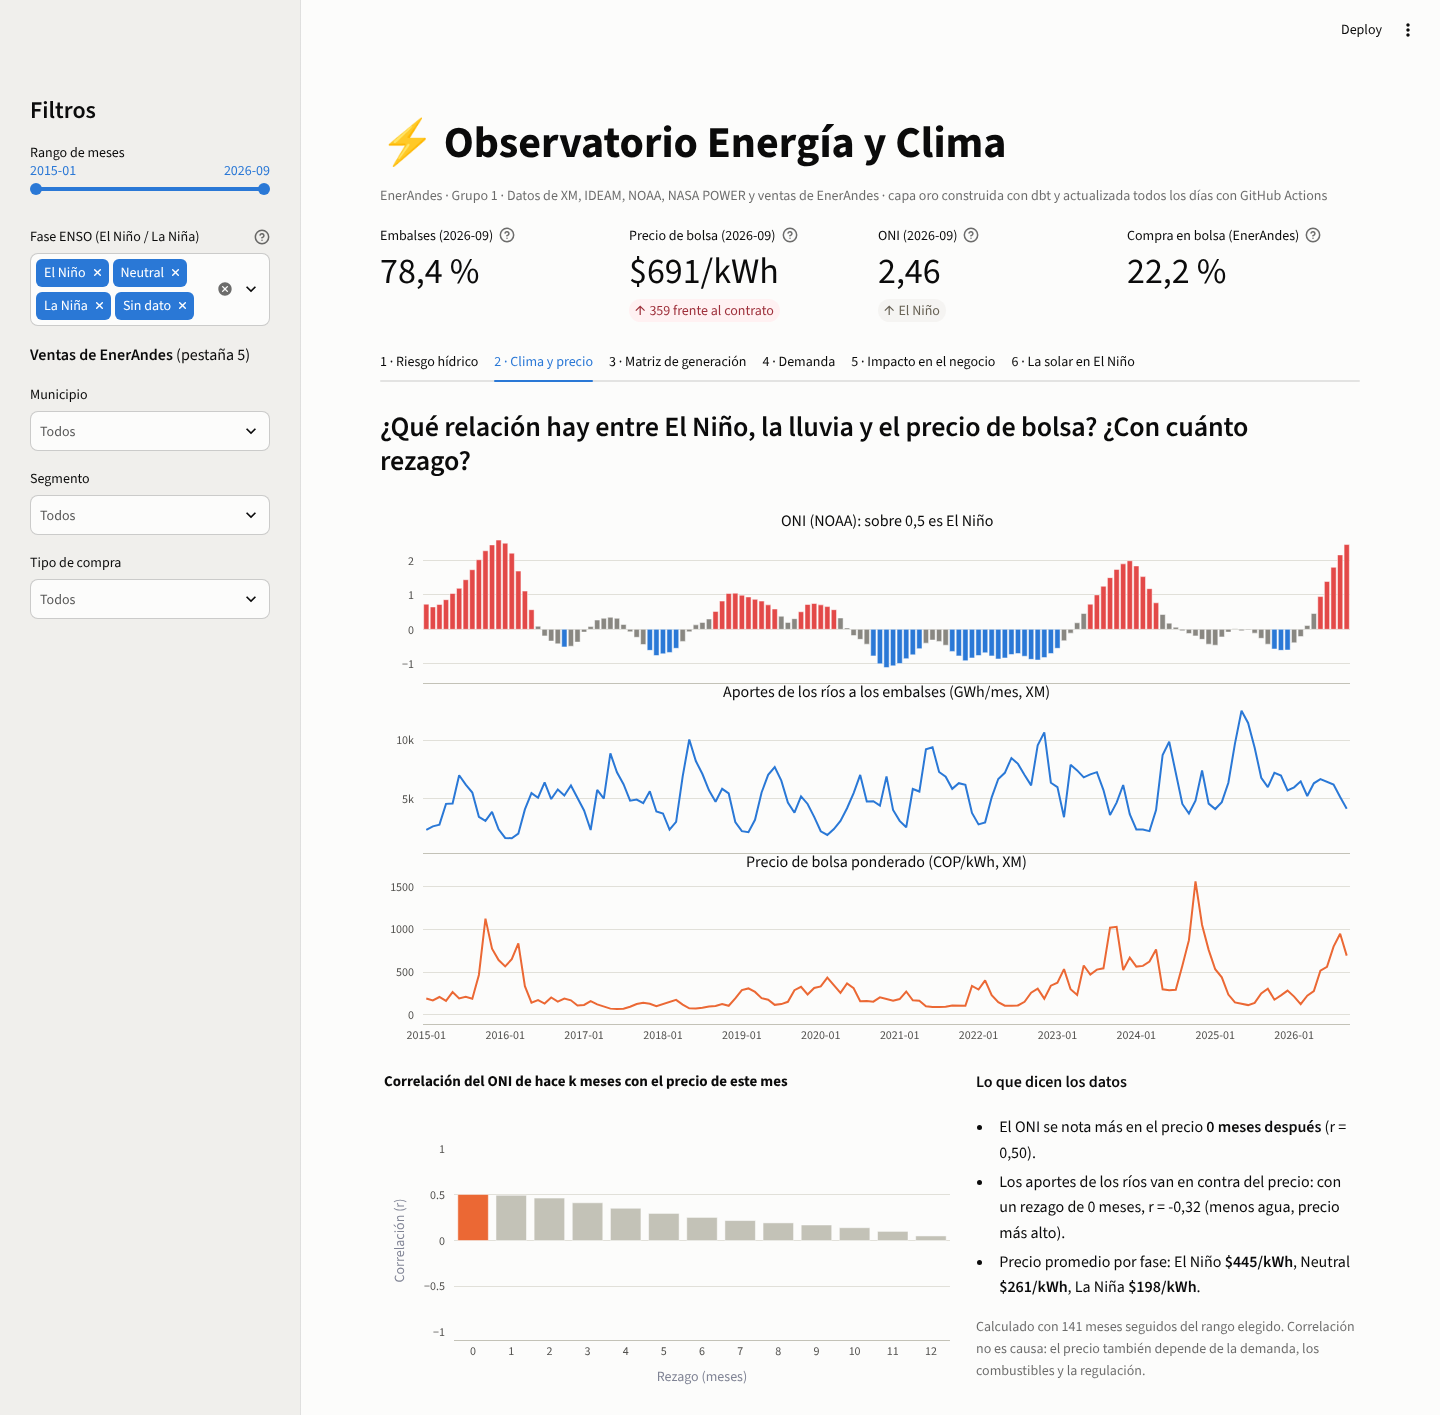 Deploy
Filtros
Rango de meses
2015-01 2026-09
Fase ENSO (El Niño / La Niña)
El Niño × Neutral ×
La Niña × Sin dato ×
Ventas de EnerAndes (pestaña 5)
Municipio
Todos
Segmento
Todos
Tipo de compra
Todos
⚡ Observatorio Energía y Clima
EnerAndes · Grupo 1 · Datos de XM, IDEAM, NOAA, NASA POWER y ventas de EnerAndes · capa oro construida con dbt y actualizada todos los días con GitHub Actions
Embalses (2026-09)
78,4 %
Precio de bolsa (2026-09)
$691/kWh
↑ 359 frente al contrato
ONI (2026-09)
2,46
↑ El Niño
Compra en bolsa (EnerAndes)
22,2 %
1 · Riesgo hídrico 2 · Clima y precio 3 · Matriz de generación 4 · Demanda 5 · Impacto en el negocio 6 · La solar en El Niño
¿Qué relación hay entre El Niño, la lluvia y el precio de bolsa? ¿Con cuánto
rezago?
ONI (NOAA): sobre 0,5 es El Niño
2
1
0
−1
Aportes de los ríos a los embalses (GWh/mes, XM)
10k
5k
Precio de bolsa ponderado (COP/kWh, XM)
1500
1000
500
0
2015-01 2016-01 2017-01 2018-01 2019-01 2020-01 2021-01 2022-01 2023-01 2024-01 2025-01 2026-01
Correlación del ONI de hace k meses con el precio de este mes
1
0.5
0
−0.5
−1
Correlación (r)
0 1 2 3 4 5 6 7 8 9 10 11 12
Rezago (meses)
Lo que dicen los datos
• El ONI se nota más en el precio 0 meses después (r =
0,50).
• Los aportes de los ríos van en contra del precio: con
un rezago de 0 meses, r = -0,32 (menos agua, precio
más alto).
• Precio promedio por fase: El Niño $445/kWh, Neutral
$261/kWh, La Niña $198/kWh.
Calculado con 141 meses seguidos del rango elegido. Correlación
no es causa: el precio también depende de la demanda, los
combustibles y la regulación.